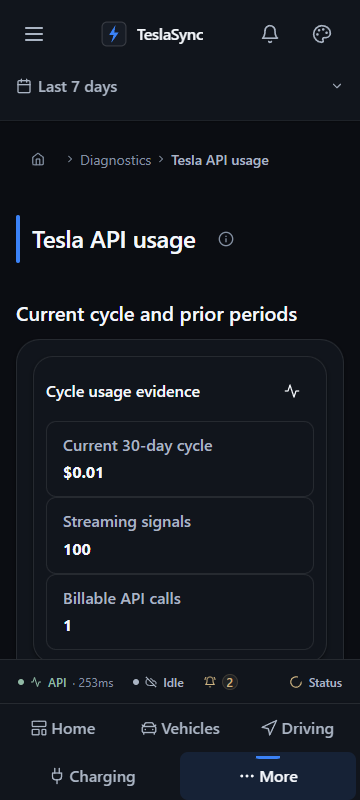 TeslaSync
Last 7 days
Diagnostics Tesla API usage
Tesla API usage
Current cycle and prior periods
Cycle usage evidence
Current 30-day cycle
$0.01
Streaming signals
100
Billable API calls
1
API · 253ms Idle 2 Status
Home Vehicles Driving
Charging More